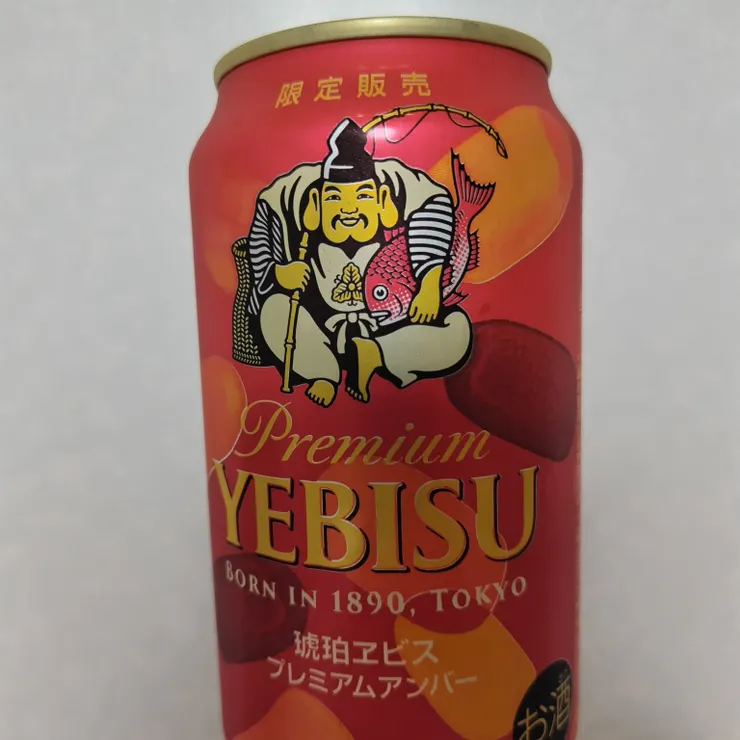 限定販売
Premium
YEBISU
BORN IN 1890, TOKYO
琥珀ヱビス
プレミアムアンバー
お酒